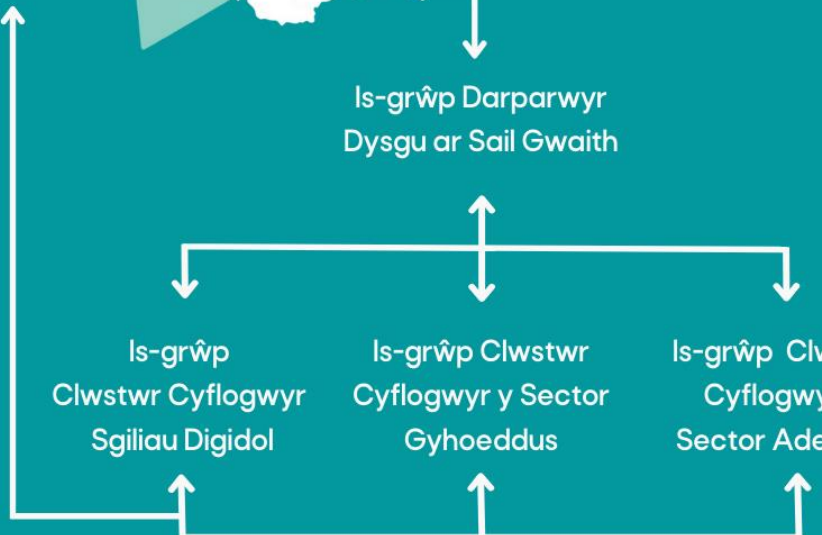 Is-grŵp Darparwyr
Dysgu ar Sail Gwaith
Is-grŵp
Clwstwr Cyflogwyr
Sgiliau Digidol
Is-grŵp Clwstwr
Cyflogwyr y Sector
Gyhoeddus
Is-grŵp
Sector